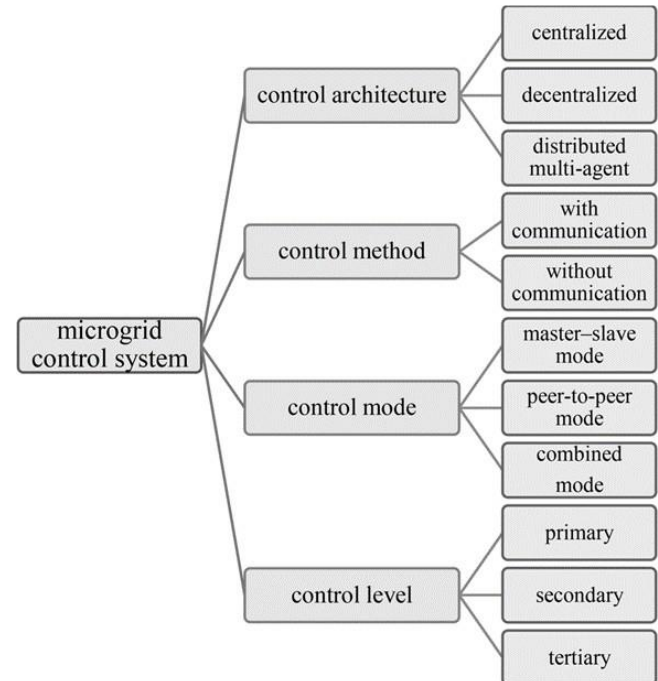 microgrid
control system
control architecture
centralized
decentralized
distributed
multi-agent
control method
with
communication
without
communication
control mode
master–slave
mode
peer-to-peer
mode
combined
mode
control level
primary
secondary
tertiary